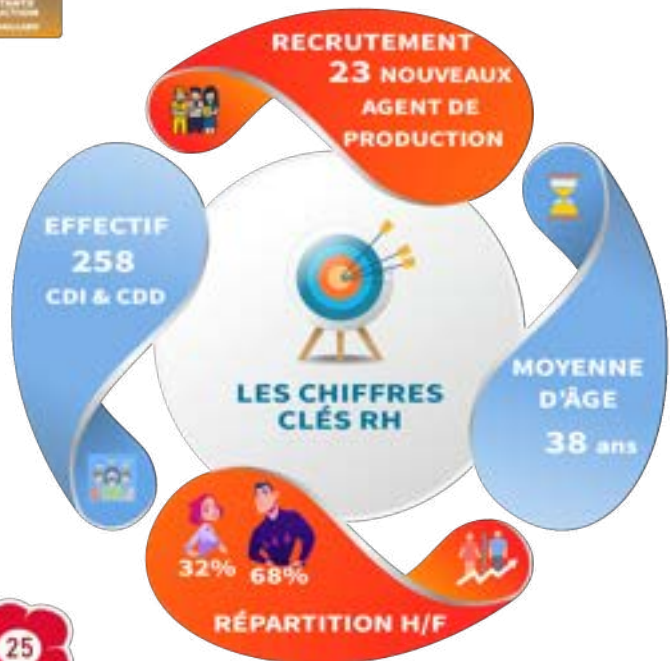 RECRUTEMENT
23 NOUVEAUX
AGENT DE
PRODUCTION
EFFECTIF
258
CDI & CDD
MOYENNE
D'ÂGE
38 ans
LES CHIFFRES
CLÉS RH
32% 68%
RÉPARTITION H/F
25